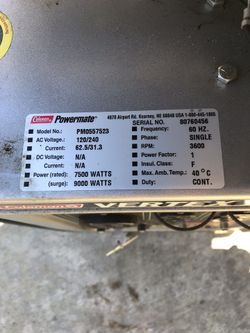 Coleman Powermate
4970 Airport Rd. Kearney, NE 68848 USA 1-800-445-1805
SERIAL NO. 80760456
Model No.: PM0557523 Frequency: 60 HZ.
AC Voltage: 120/240 Phase: SINGLE
Current: 62.5/31.3 RPM: 3600
DC Voltage: N/A Power Factor: 1
Current: N/A Insul. Class: F
Power (rated): 7500 WATTS Max. Amb. Temp.: 40°C
(surge): 9000 WATTS Duty: CONT.